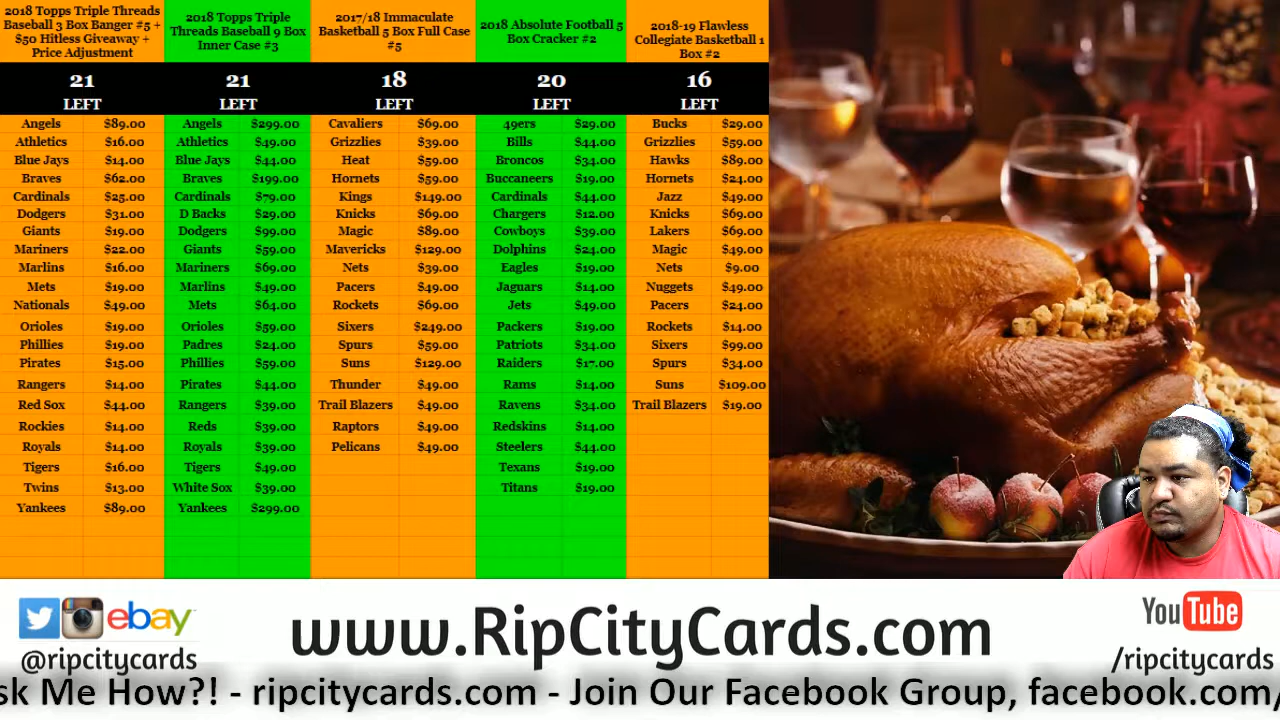 2018 Topps Triple Threads
Baseball 3 Box Banger #5 +
$50 Hitless Giveaway +
Price Adjustment
21
LEFT
Angels $89.00
Athletics $16.00
Blue Jays $14.00
Braves $62.00
Cardinals $25.00
Dodgers $31.00
Giants $19.00
Mariners $22.00
Marlins $16.00
Mets $19.00
Nationals $49.00
Orioles $19.00
Phillies $19.00
Pirates $15.00
Rangers $14.00
Red Sox $44.00
Rockies $14.00
Royals $14.00
Tigers $16.00
Twins $13.00
Yankees $89.00
2018 Topps Triple
Threads Baseball 9 Box
Inner Case #3
21
LEFT
Angels $299.00
Athletics $49.00
Blue Jays $44.00
Braves $199.00
Cardinals $79.00
D Backs $29.00
Dodgers $99.00
Giants $59.00
Mariners $69.00
Marlins $49.00
Mets $64.00
Orioles $59.00
Padres $24.00
Phillies $59.00
Pirates $44.00
Rangers $39.00
Reds $39.00
Royals $39.00
Tigers $49.00
White Sox $39.00
Yankees $299.00
2017/18 Immaculate
Basketball 5 Box Full Case
#5
18
LEFT
Cavaliers $69.00
Grizzlies $39.00
Heat $59.00
Hornets $59.00
Kings $149.00
Knicks $69.00
Magic $89.00
Mavericks $129.00
Nets $39.00
Pacers $49.00
Rockets $69.00
Sixers $249.00
Spurs $59.00
Suns $129.00
Thunder $49.00
Trail Blazers $49.00
Raptors $49.00
Pelicans $49.00
2018 Absolute Football 5
Box Cracker #2
20
LEFT
49ers $29.00
Bills $44.00
Broncos $34.00
Buccaneers $19.00
Cardinals $44.00
Chargers $12.00
Cowboys $39.00
Dolphins $24.00
Eagles $19.00
Jaguars $14.00
Jets $49.00
Packers $19.00
Patriots $34.00
Raiders $17.00
Rams $14.00
Ravens $34.00
Redskins $14.00
Steelers $44.00
Texans $19.00
Titans $19.00
2018-19 Flawless
Collegiate Basketball 1
Box #2
16
LEFT
Bucks $29.00
Grizzlies $59.00
Hawks $89.00
Hornets $24.00
Jazz $49.00
Knicks $69.00
Lakers $69.00
Magic $49.00
Nets $9.00
Nuggets $49.00
Pacers $24.00
Rockets $14.00
Sixers $99.00
Spurs $34.00
Suns $109.00
Trail Blazers $19.00
ebay
@ripcitycards
www.RipCityCards.com
YouTube
/ripcitycards
sk Me How?! - ripcitycards.com - Join Our Facebook Group, facebook.com/